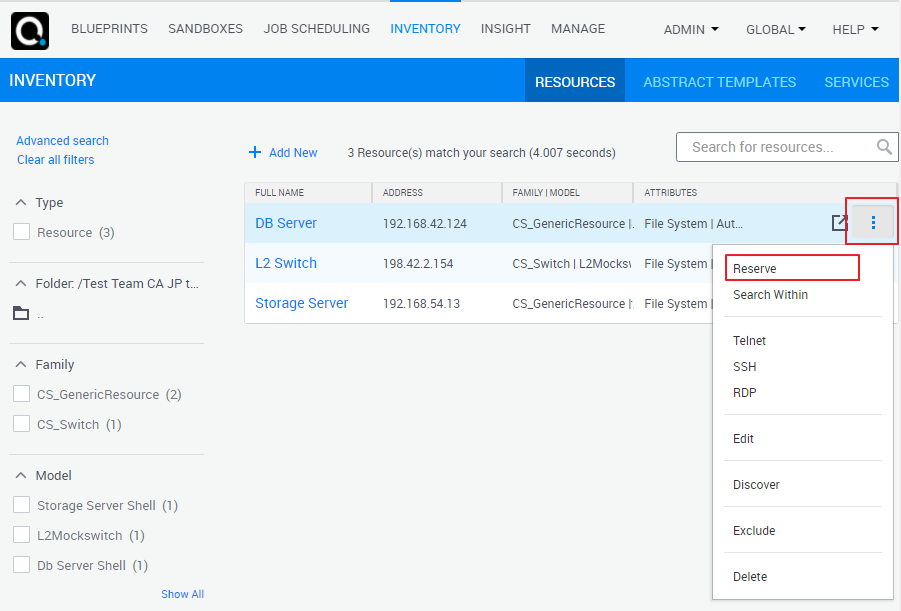 BLUEPRINTS SANDBOXES JOB SCHEDULING INVENTORY INSIGHT MANAGE ADMIN GLOBAL HELP
INVENTORY RESOURCES ABSTRACT TEMPLATES SERVICES
Advanced search
Clear all filters
Type
Resource (3)
Folder: /Test Team CA JP t...
..
Family
CS_GenericResource (2)
CS_Switch (1)
Model
Storage Server Shell (1)
L2Mockswitch (1)
Db Server Shell (1)
Show All
+ Add New 3 Resource(s) match your search (4.007 seconds) Search for resources...
FULL NAME ADDRESS FAMILY | MODEL ATTRIBUTES
DB Server 192.168.42.124 CS_GenericResource |. File System | Aut...
L2 Switch 198.42.2.154 CS_Switch | L2Mocksw File System |
Storage Server 192.168.54.13 CS_GenericResource |. File System |
Reserve
Search Within
Telnet
SSH
RDP
Edit
Discover
Exclude
Delete